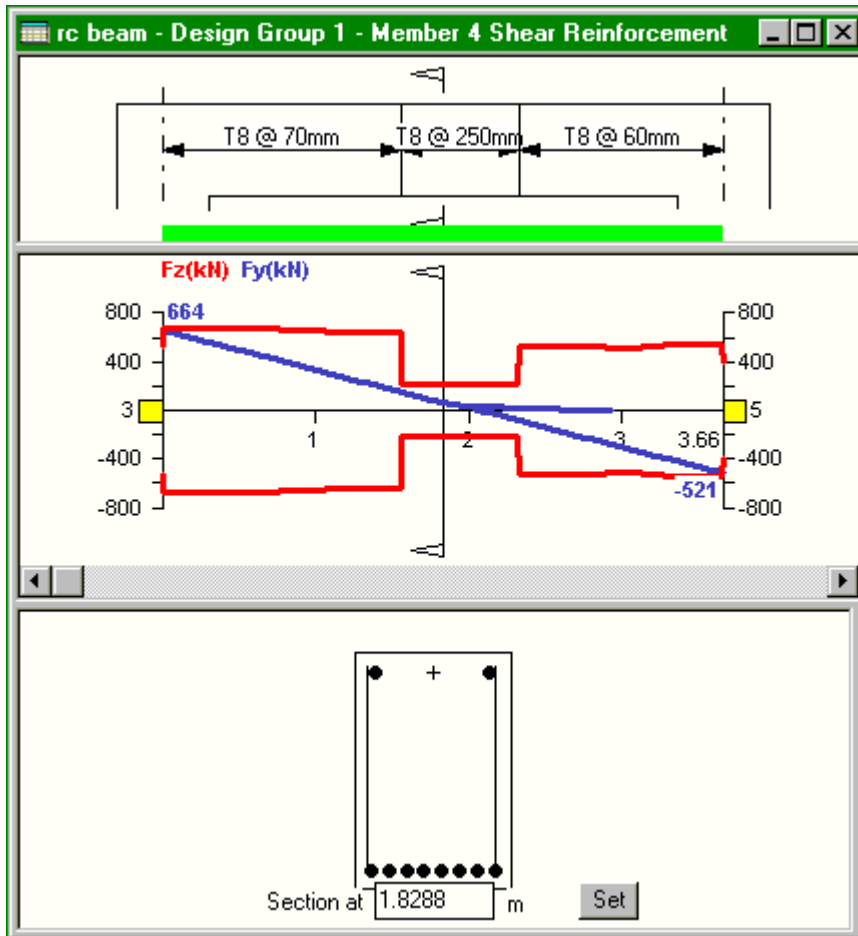 rc beam - Design Group 1 - Member 4 Shear Reinforcement
T8 @ 70mm T8 @ 250mm T8 @ 60mm
Fz(kN) Fy(kN)
800 664 800
400 400
3 5
1 2 3 3.66
-400 -400
-521
-800 -800
Section at 1.8288 m Set